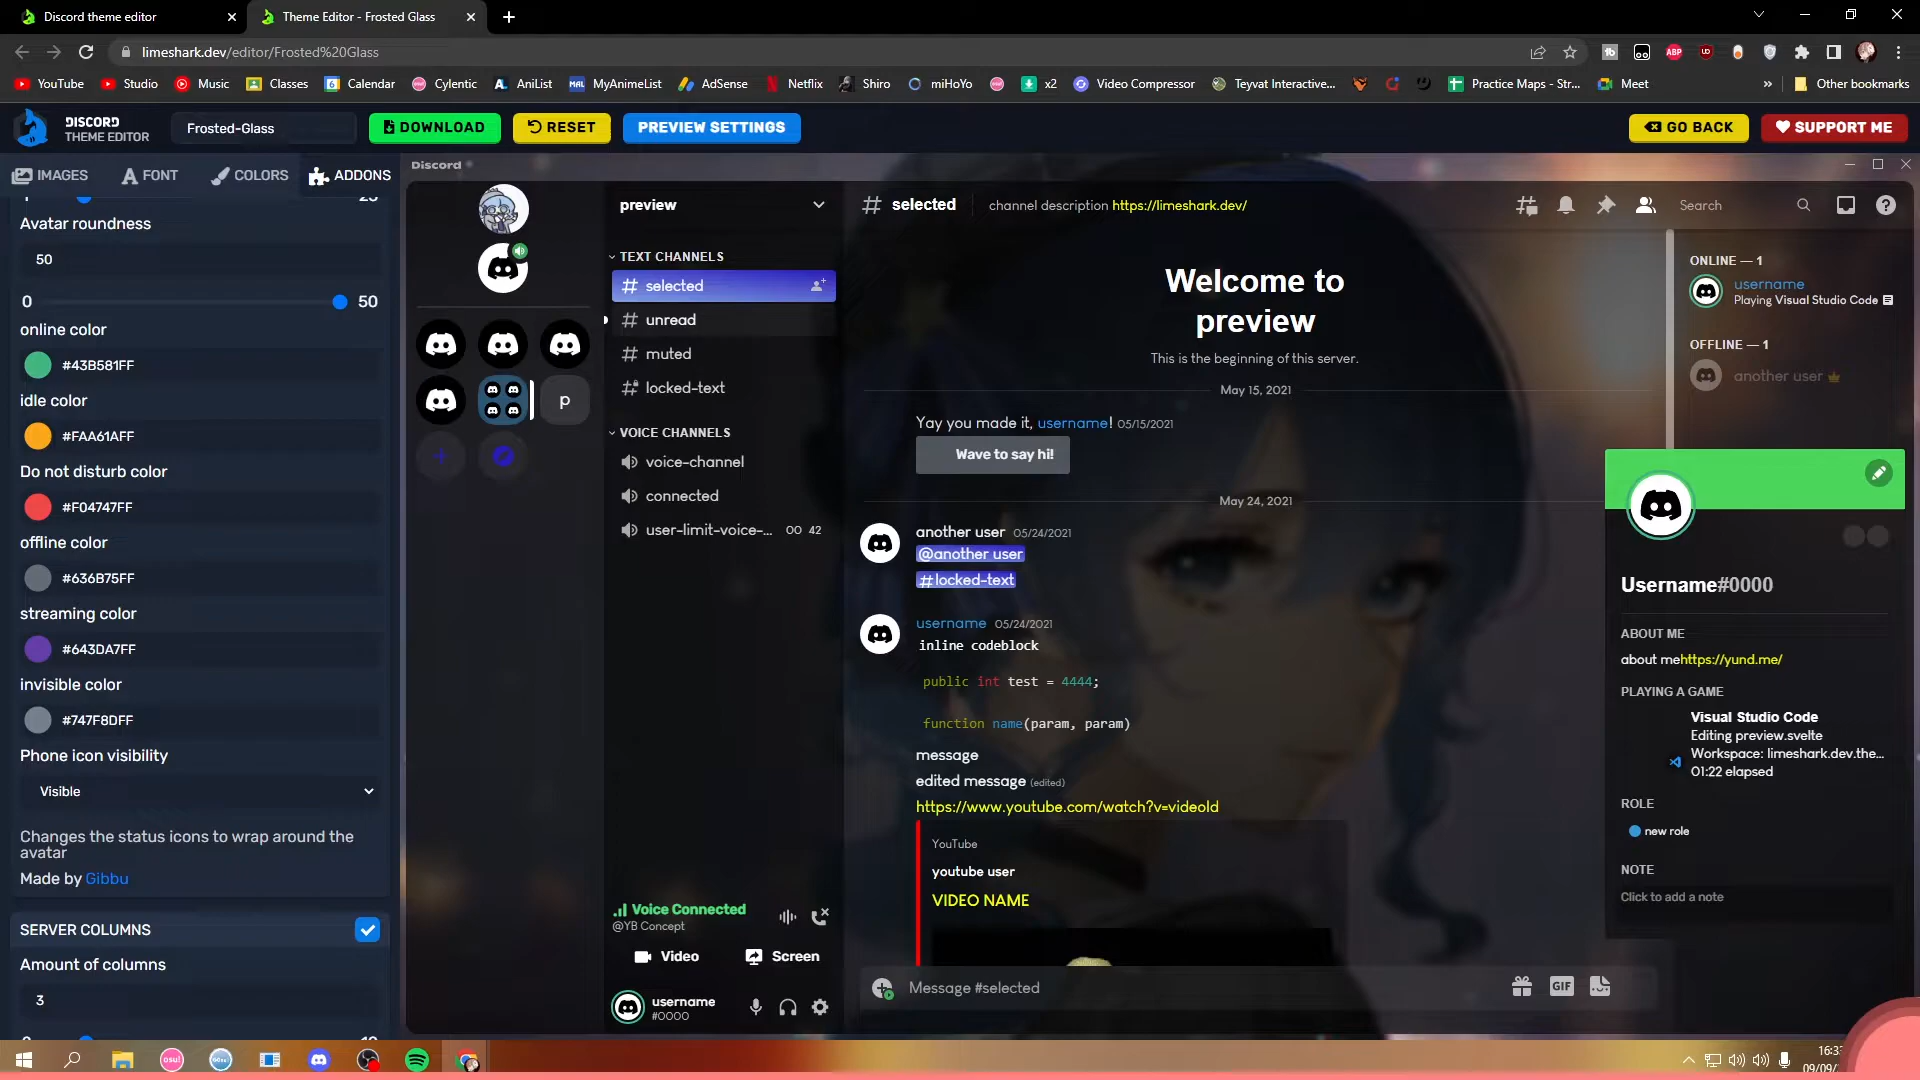 Discord theme editor
Theme Editor - Frosted Glass
limeshark.dev/editor/Frosted%20Glass
YouTube Studio Music Classes Calendar Cylentic AniList MyAnimeList AdSense Netflix Shiro miHoYo x2 Video Compressor Teyvat Interactive... Practice Maps - Str... Meet » Other bookmarks
DISCORD
THEME EDITOR
Frosted-Glass
DOWNLOAD
RESET
PREVIEW SETTINGS
GO BACK
SUPPORT ME
IMAGES
FONT
COLORS
ADDONS
Avatar roundness
50
0 50
online color
#43B581FF
idle color
#FAA61AFF
Do not disturb color
#F04747FF
offline color
#636B75FF
streaming color
#643DA7FF
invisible color
#747F8DFF
Phone icon visibility
Visible
Changes the status icons to wrap around the
avatar
Made by Gibbu
SERVER COLUMNS
Amount of columns
3
Discord
p
preview
TEXT CHANNELS
# selected
# unread
# muted
locked-text
VOICE CHANNELS
voice-channel
connected
user-limit-voice-... 00 42
Voice Connected
@YB Concept
Video
Screen
username
#0000
# selected
channel description https://limeshark.dev/
Search
Welcome to
preview
This is the beginning of this server.
May 15, 2021
Yay you made it, username! 05/15/2021
Wave to say hi!
May 24, 2021
another user 05/24/2021
@another user
#locked-text
username 05/24/2021
inline codeblock
public int test = 4444;
function name(param, param)
message
edited message (edited)
https://www.youtube.com/watch?v=videoId
YouTube
youtube user
VIDEO NAME
Message #selected
GIF
ONLINE — 1
username
Playing Visual Studio Code
OFFLINE — 1
another user
Username#0000
ABOUT ME
about mehttps://yund.me/
PLAYING A GAME
Visual Studio Code
Editing preview.svelte
Workspace: limeshark.dev.the...
01:22 elapsed
ROLE
new role
NOTE
Click to add a note
osu!